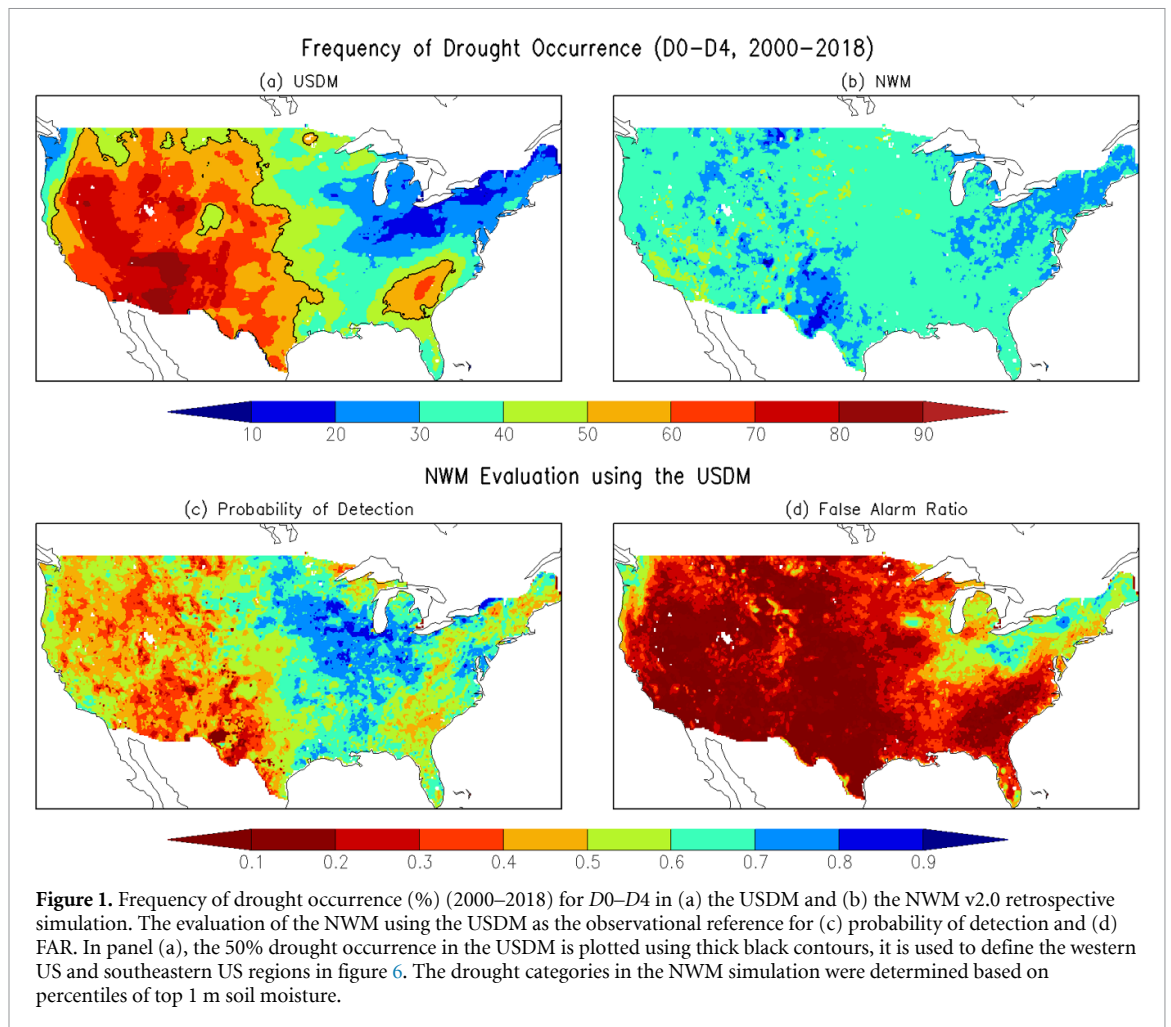 Frequency of Drought Occurrence (D0–D4, 2000–2018)
(a) USDM
(b) NWM
10 20 30 40 50 60 70 80 90
NWM Evaluation using the USDM
(c) Probability of Detection
(d) False Alarm Ratio
0.1 0.2 0.3 0.4 0.5 0.6 0.7 0.8 0.9
Figure 1. Frequency of drought occurrence (%) (2000–2018) for D0–D4 in (a) the USDM and (b) the NWM v2.0 retrospective
simulation. The evaluation of the NWM using the USDM as the observational reference for (c) probability of detection and (d)
FAR. In panel (a), the 50% drought occurrence in the USDM is plotted using thick black contours, it is used to define the western
US and southeastern US regions in figure 6. The drought categories in the NWM simulation were determined based on
percentiles of top 1 m soil moisture.